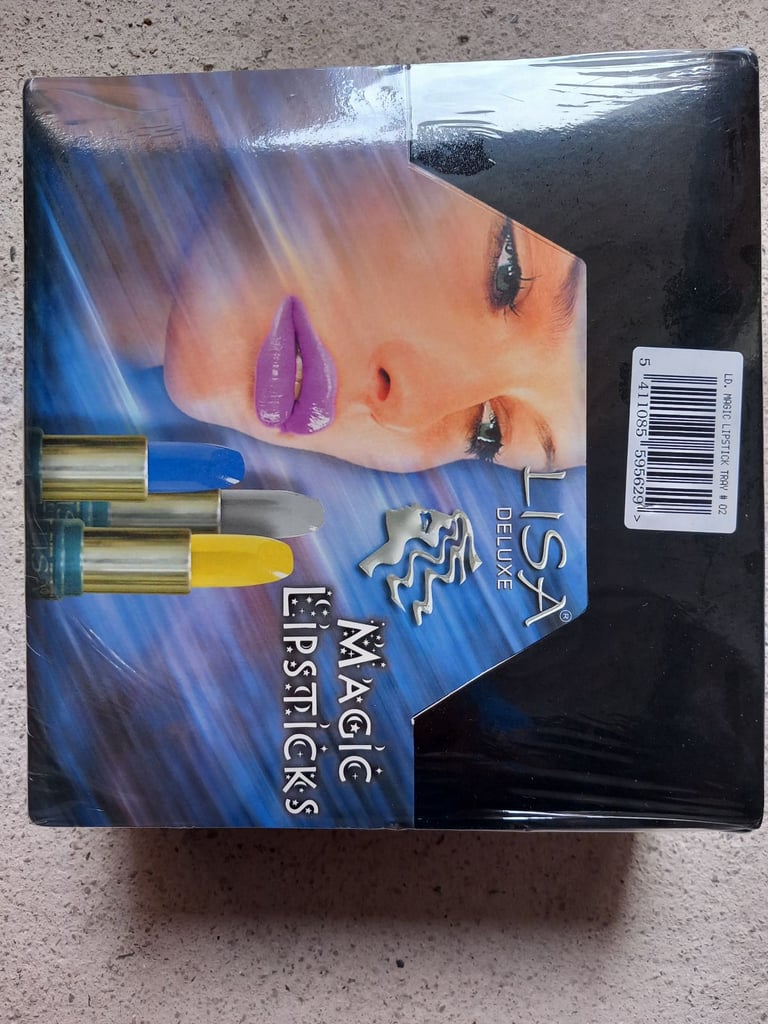 LISA®
DELUXE
MAGIC
LIPSTICKS
LD. MAGIC LIPSTICK TRAY # 02
5 411085 595629 >